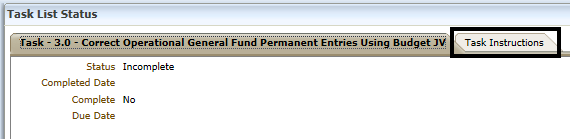 Task List Status
Task - 3.0 - Correct Operational General Fund Permanent Entries Using Budget JV
Task Instructions
Status Incomplete
Completed Date
Complete No
Due Date